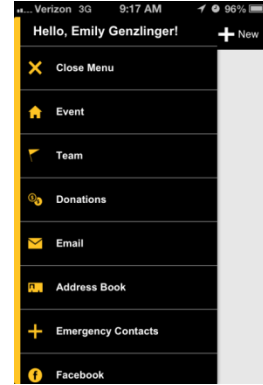 ... Verizon 3G 9:17 AM 96%
Hello, Emily Genzlinger!
New
Close Menu
Event
Team
Donations
Email
Address Book
Emergency Contacts
Facebook